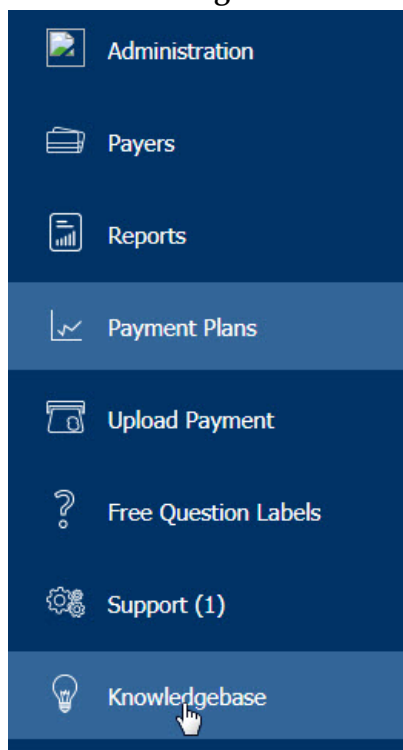 Administration
Payers
Reports
Payment Plans
Upload Payment
Free Question Labels
Support (1)
Knowledgebase